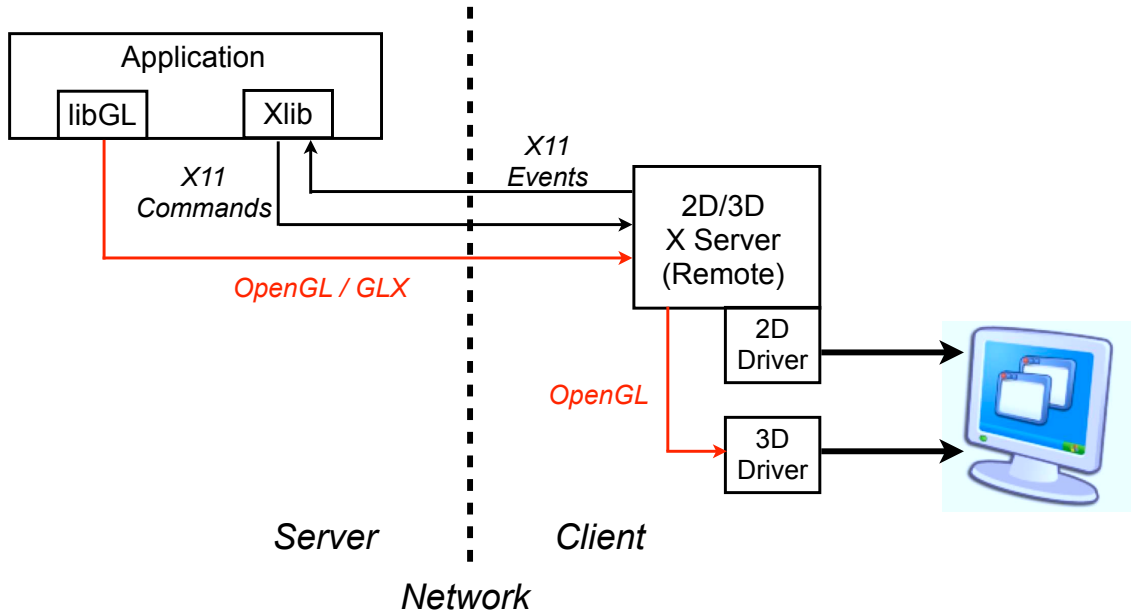 Application
libGL
Xlib
X11
Commands
X11
Events
OpenGL / GLX
2D/3D
X Server
(Remote)
2D
Driver
OpenGL
3D
Driver
Server
Client
Network